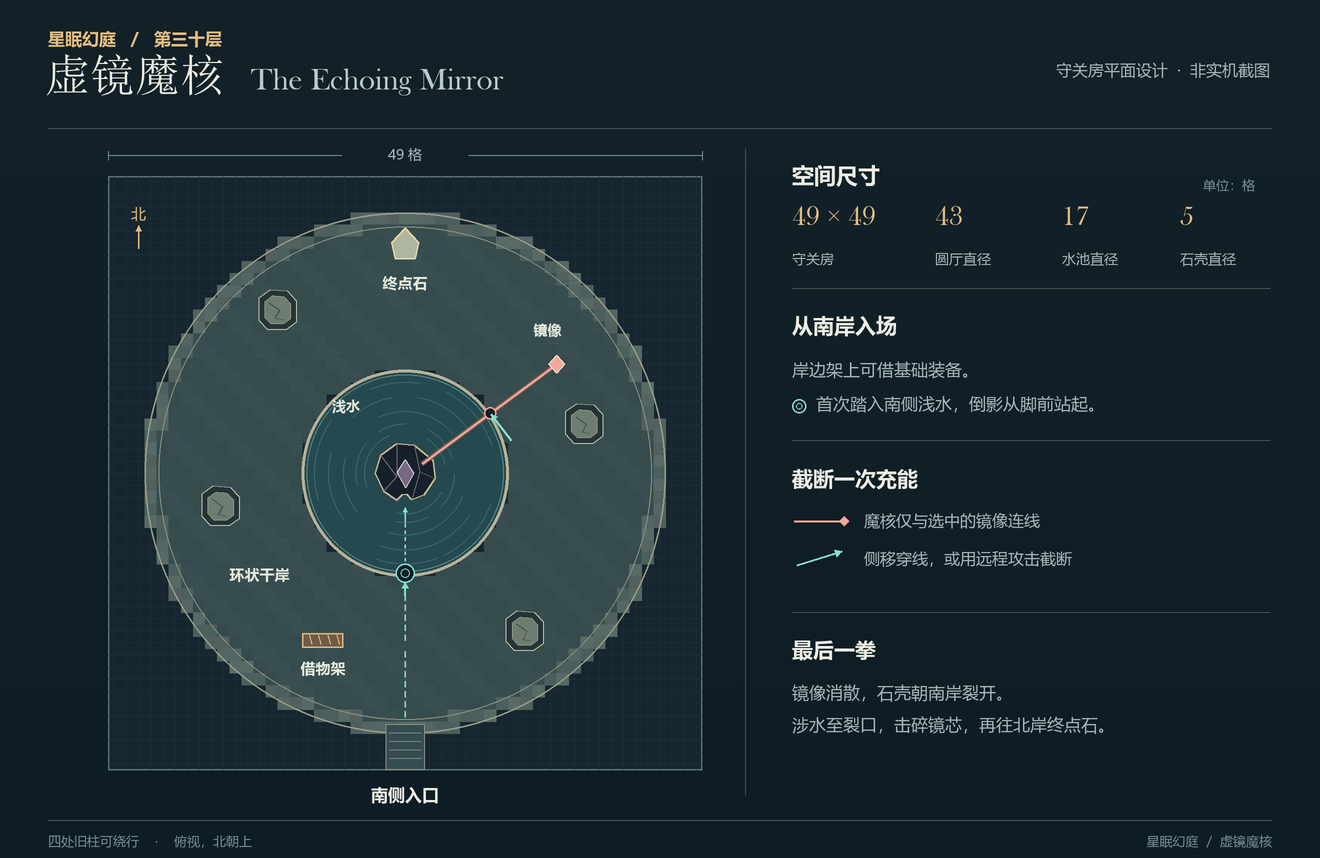 星眠幻庭 / 第三十层
虚镜魔核 The Echoing Mirror
守关房平面设计 · 非实机截图
49 格
北
终点石
镜像
浅水
环状干岸
借物架
南侧入口
空间尺寸
单位：格
49 × 49
43
17
5
守关房
圆厅直径
水池直径
石壳直径
从南岸入场
岸边架上可借基础装备。
首次踏入南侧浅水，倒影从脚前站起。
截断一次充能
魔核仅与选中的镜像连线
侧移穿线，或用远程攻击截断
最后一拳
镜像消散，石壳朝南岸裂开。
涉水至裂口，击碎镜芯，再往北岸终点石。
四处旧柱可绕行 · 俯视，北朝上
星眠幻庭 / 虚镜魔核